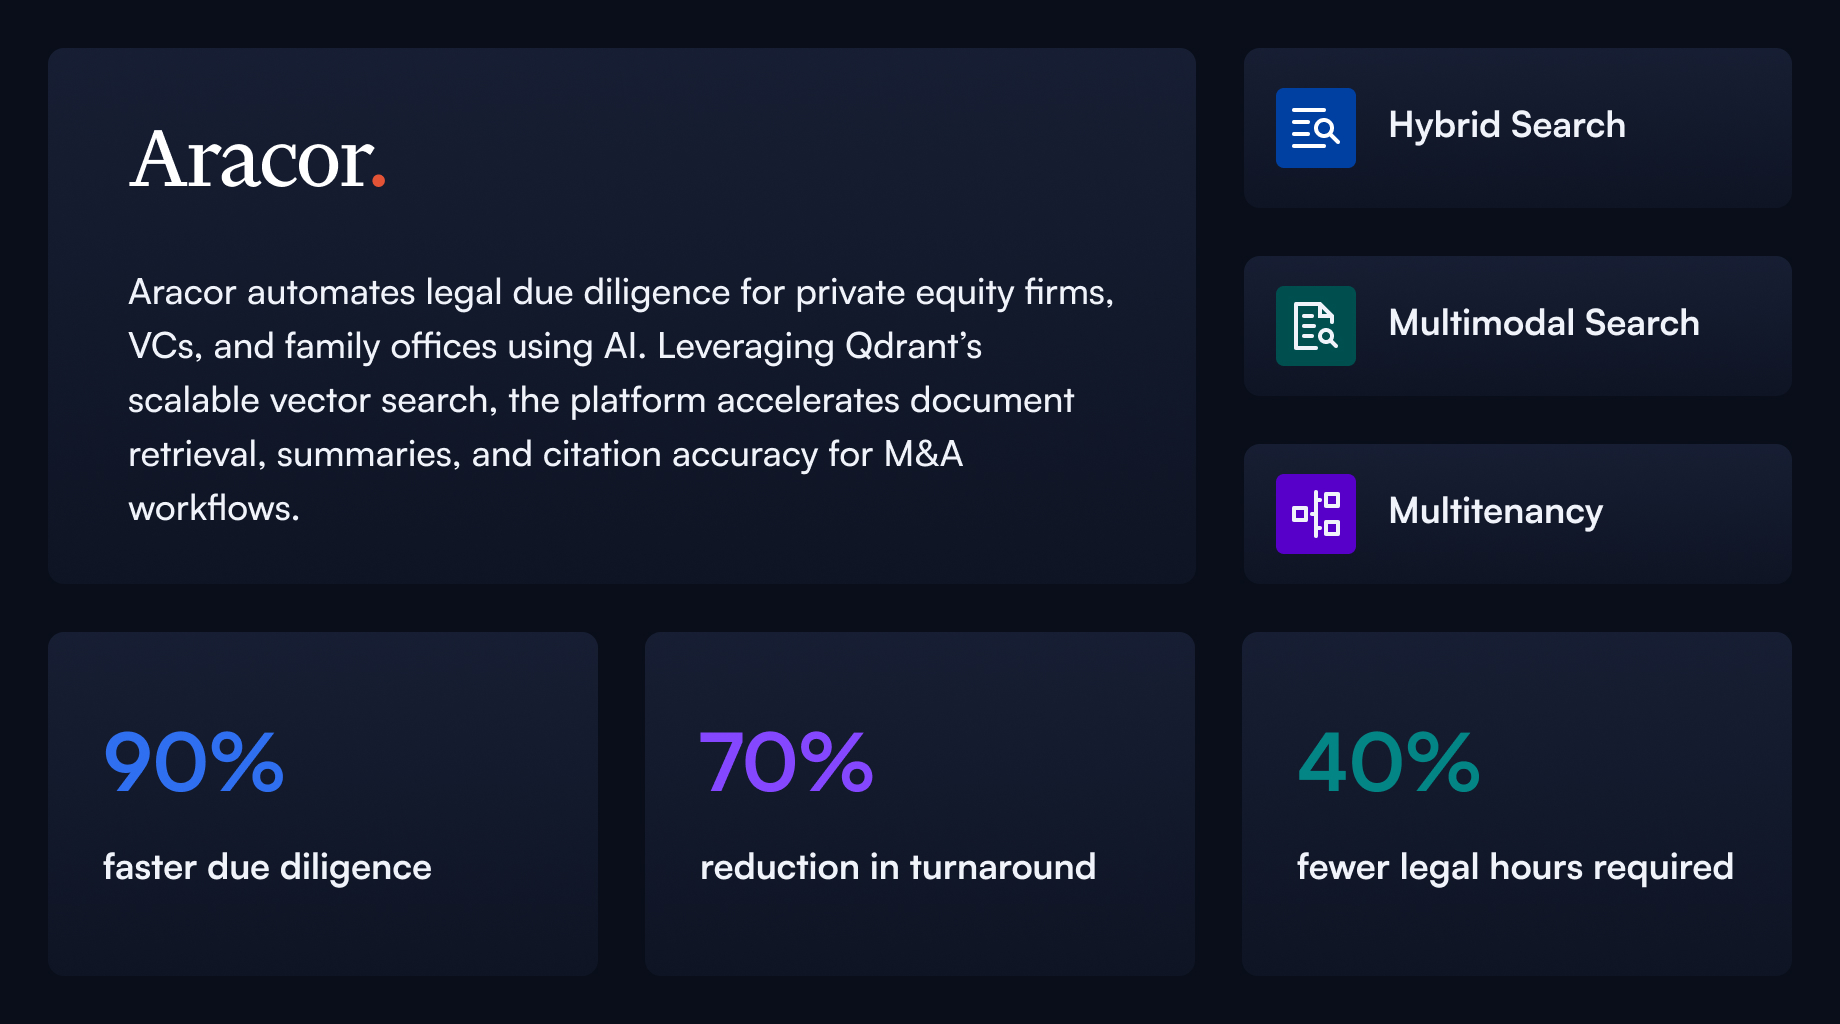 Aracor.
Aracor automates legal due diligence for private equity firms,
VCs, and family offices using AI. Leveraging Qdrant’s
scalable vector search, the platform accelerates document
retrieval, summaries, and citation accuracy for M&A
workflows.
Hybrid Search
Multimodal Search
Multitenancy
90%
faster due diligence
70%
reduction in turnaround
40%
fewer legal hours required